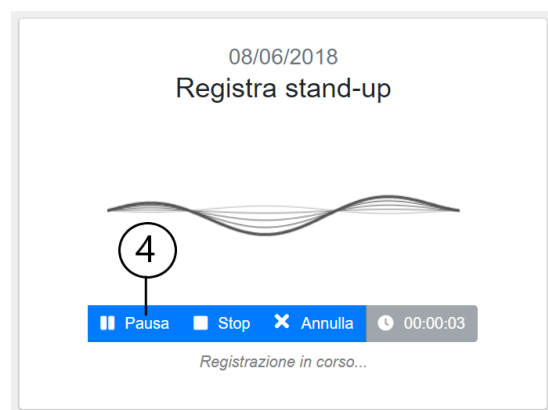 08/06/2018
Registra stand-up
4
Pausa Stop Annulla 00:00:03
Registrazione in corso...